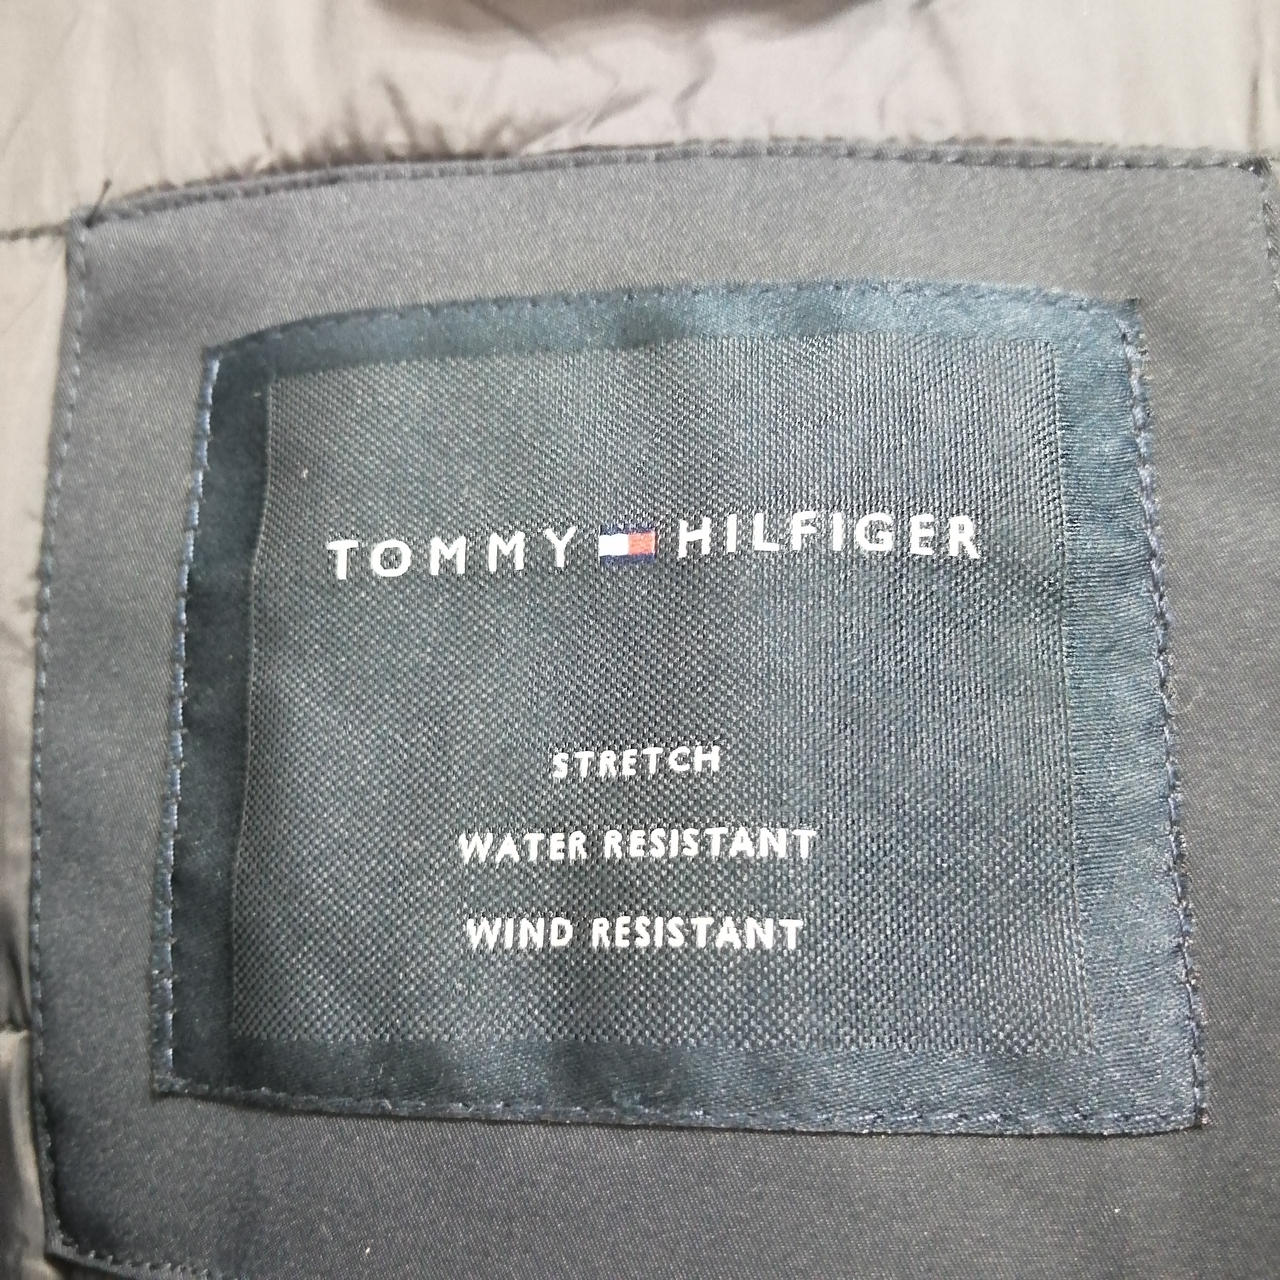 TOMMY HILFIGER
STRETCH
WATER RESISTANT
WIND RESISTANT